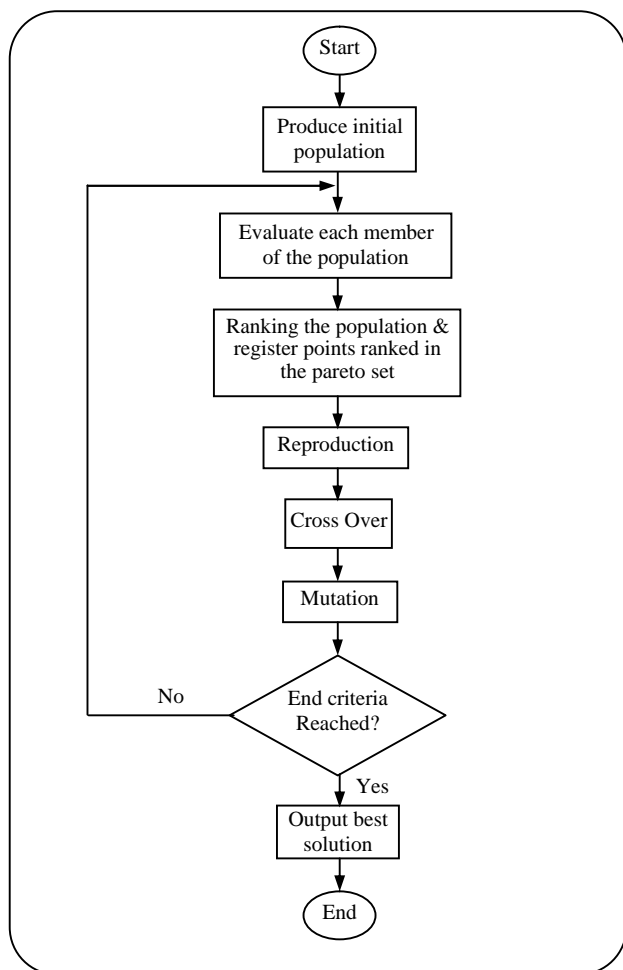 Start
Produce initial
population
Evaluate each member
of the population
Ranking the population &
register points ranked in
the pareto set
Reproduction
Cross Over
Mutation
No
End criteria
Reached?
Yes
Output best
solution
End